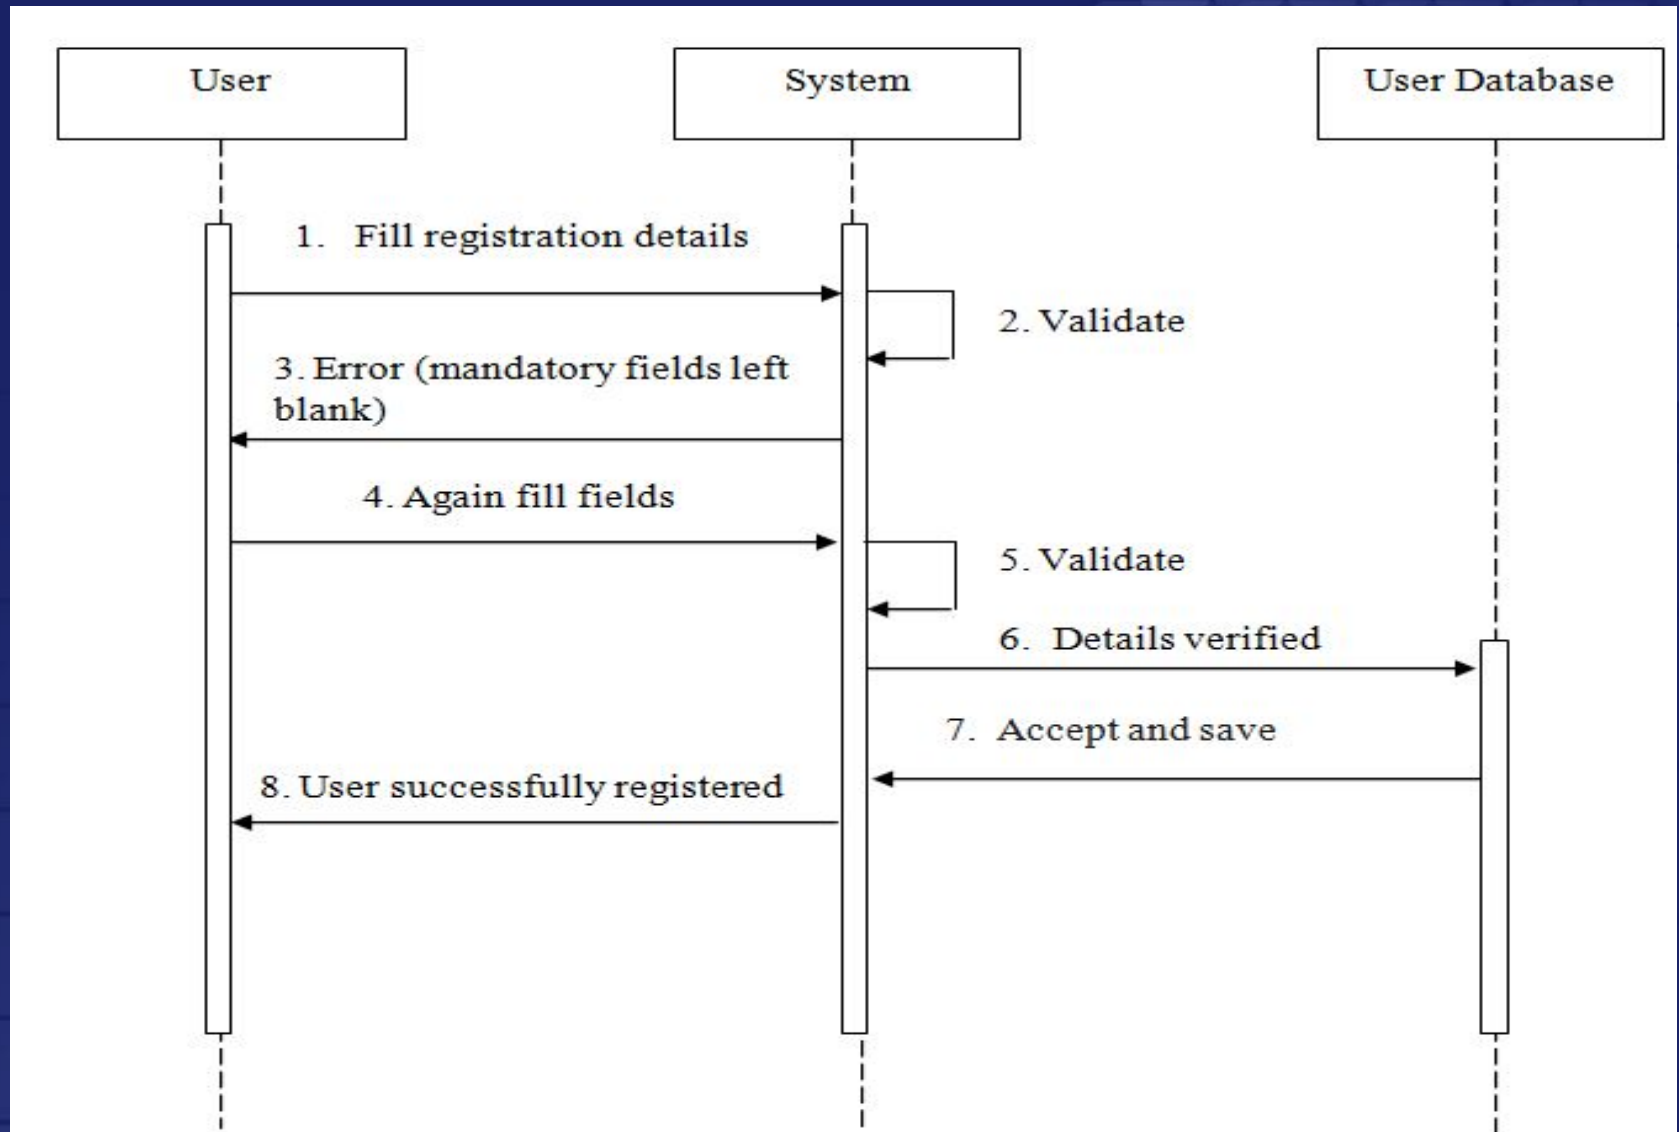 User
System
User Database
1. Fill registration details
2. Validate
3. Error (mandatory fields left
blank)
4. Again fill fields
5. Validate
6. Details verified
7. Accept and save
8. User successfully registered